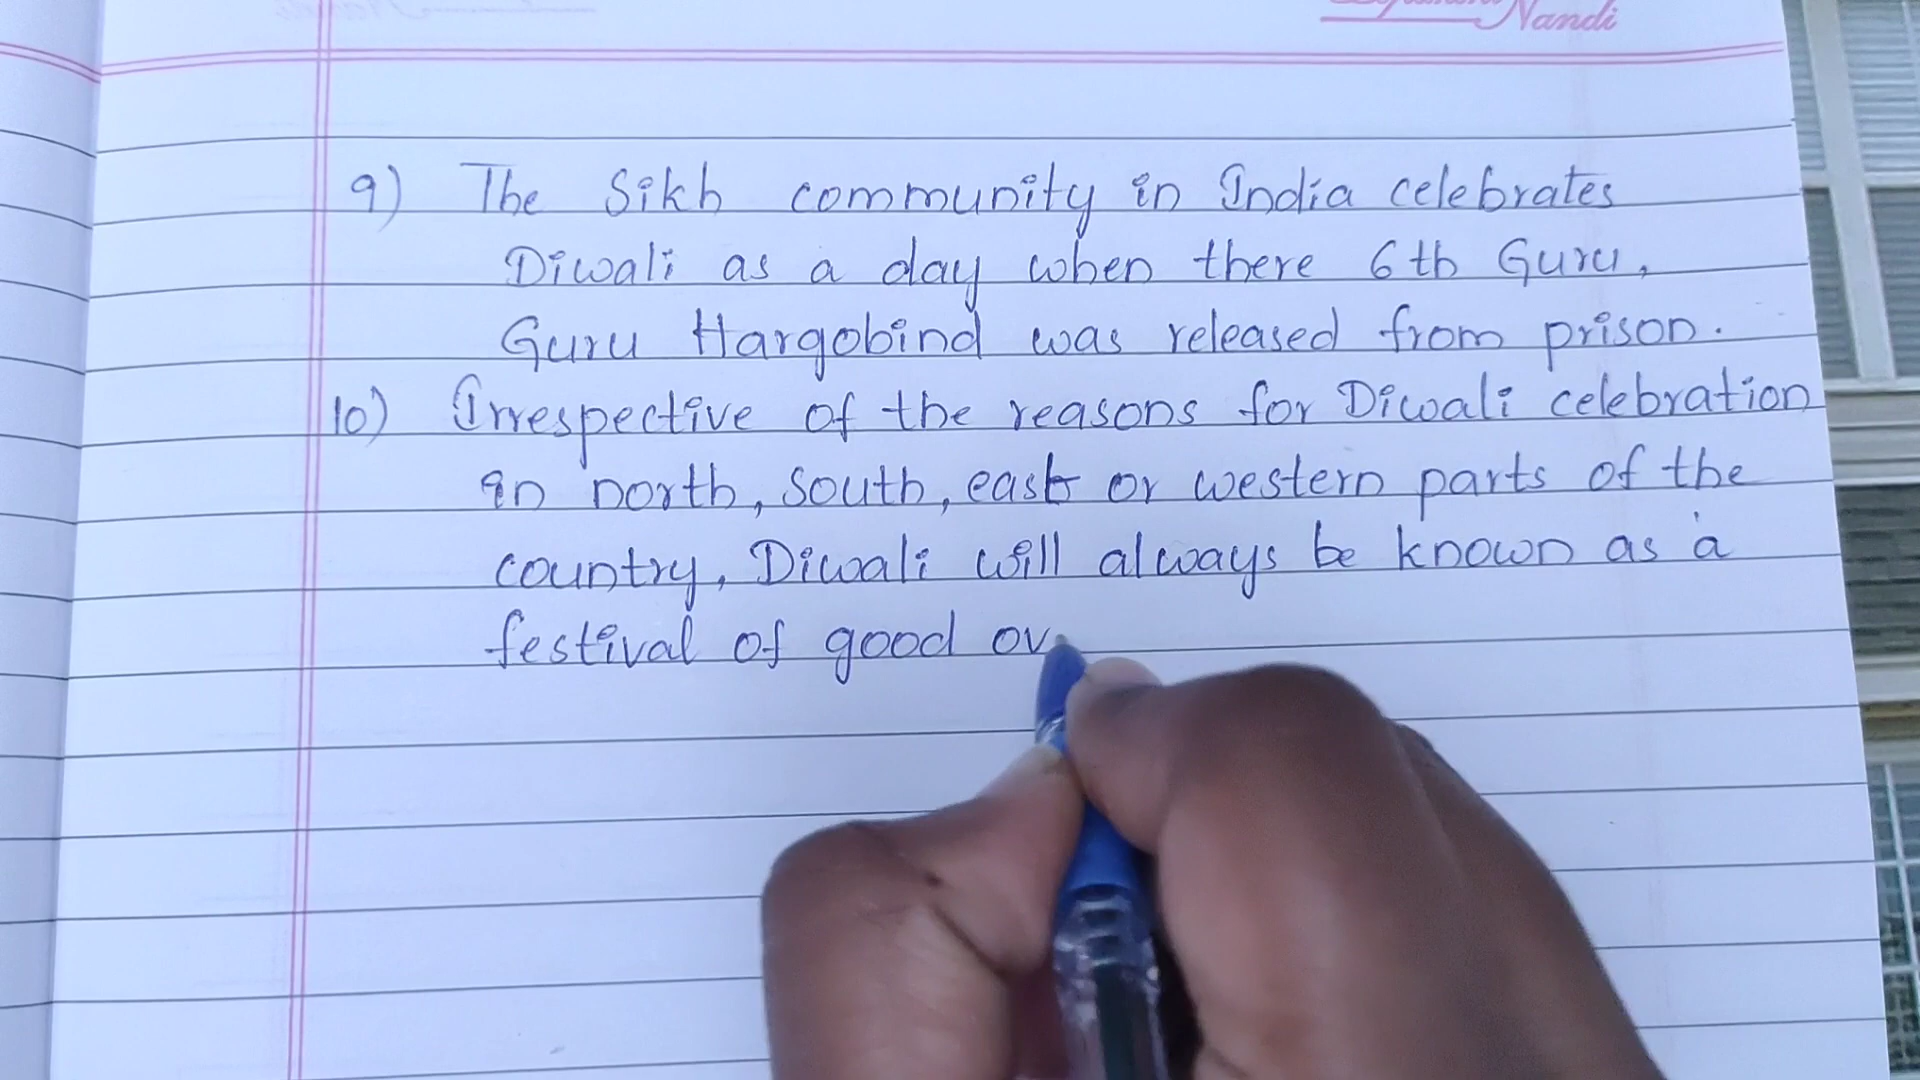 Nandi
9) The Sikh community in India celebrates
Diwali as a day when there 6th Guru,
Guru Hargobind was released from prison.
10) Irrespective of the reasons for Diwali celebration
in north, south, east or western parts of the
country, Diwali will always be known as a
festival of good ov